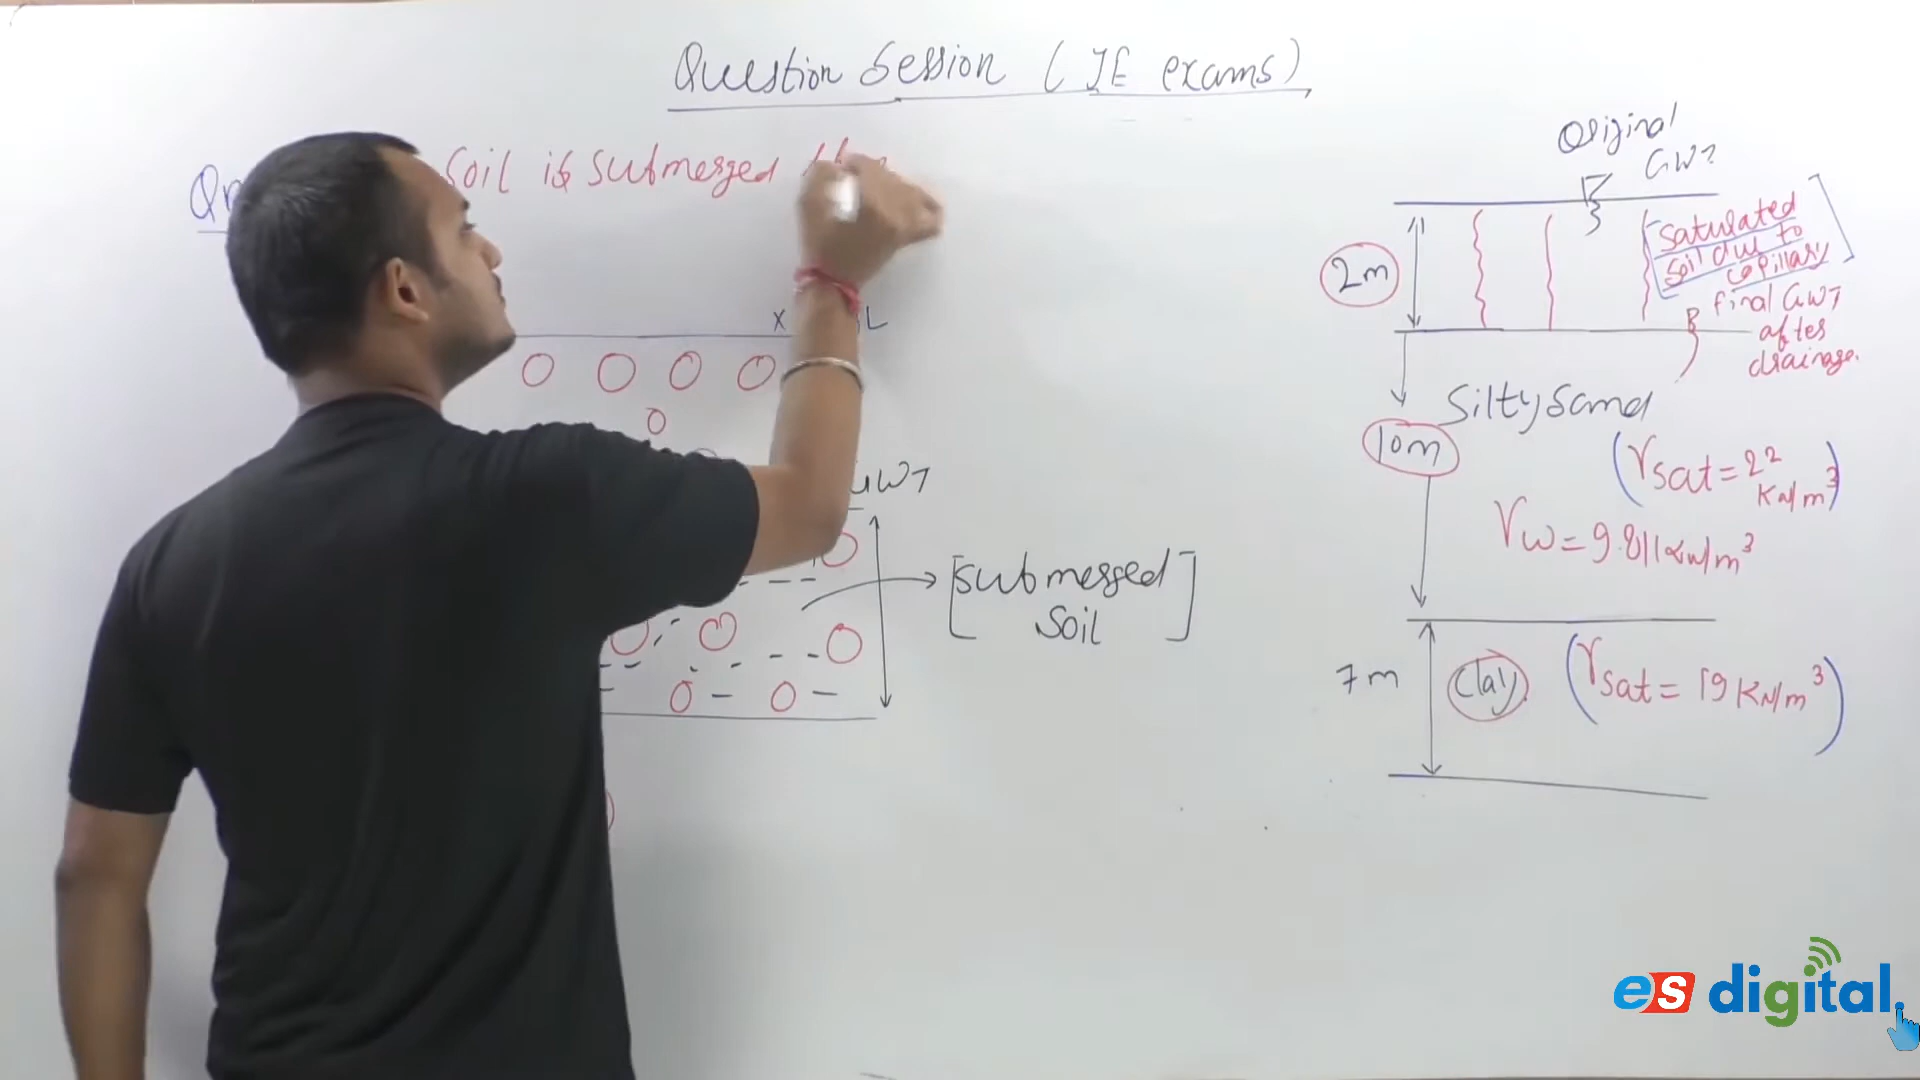 Question Session (JE exams)
Soil is submerged
Original
GWT
2m
saturated
soil due to
capillary
final GWT
after
drainage.
X
L
Silty Sand
10m
(γsat = 22
KN/m³)
GWT
γw = 9.81 KN/m³
[submerged
Soil]
7m
Clay
(γsat = 19 KN/m³)
es digital